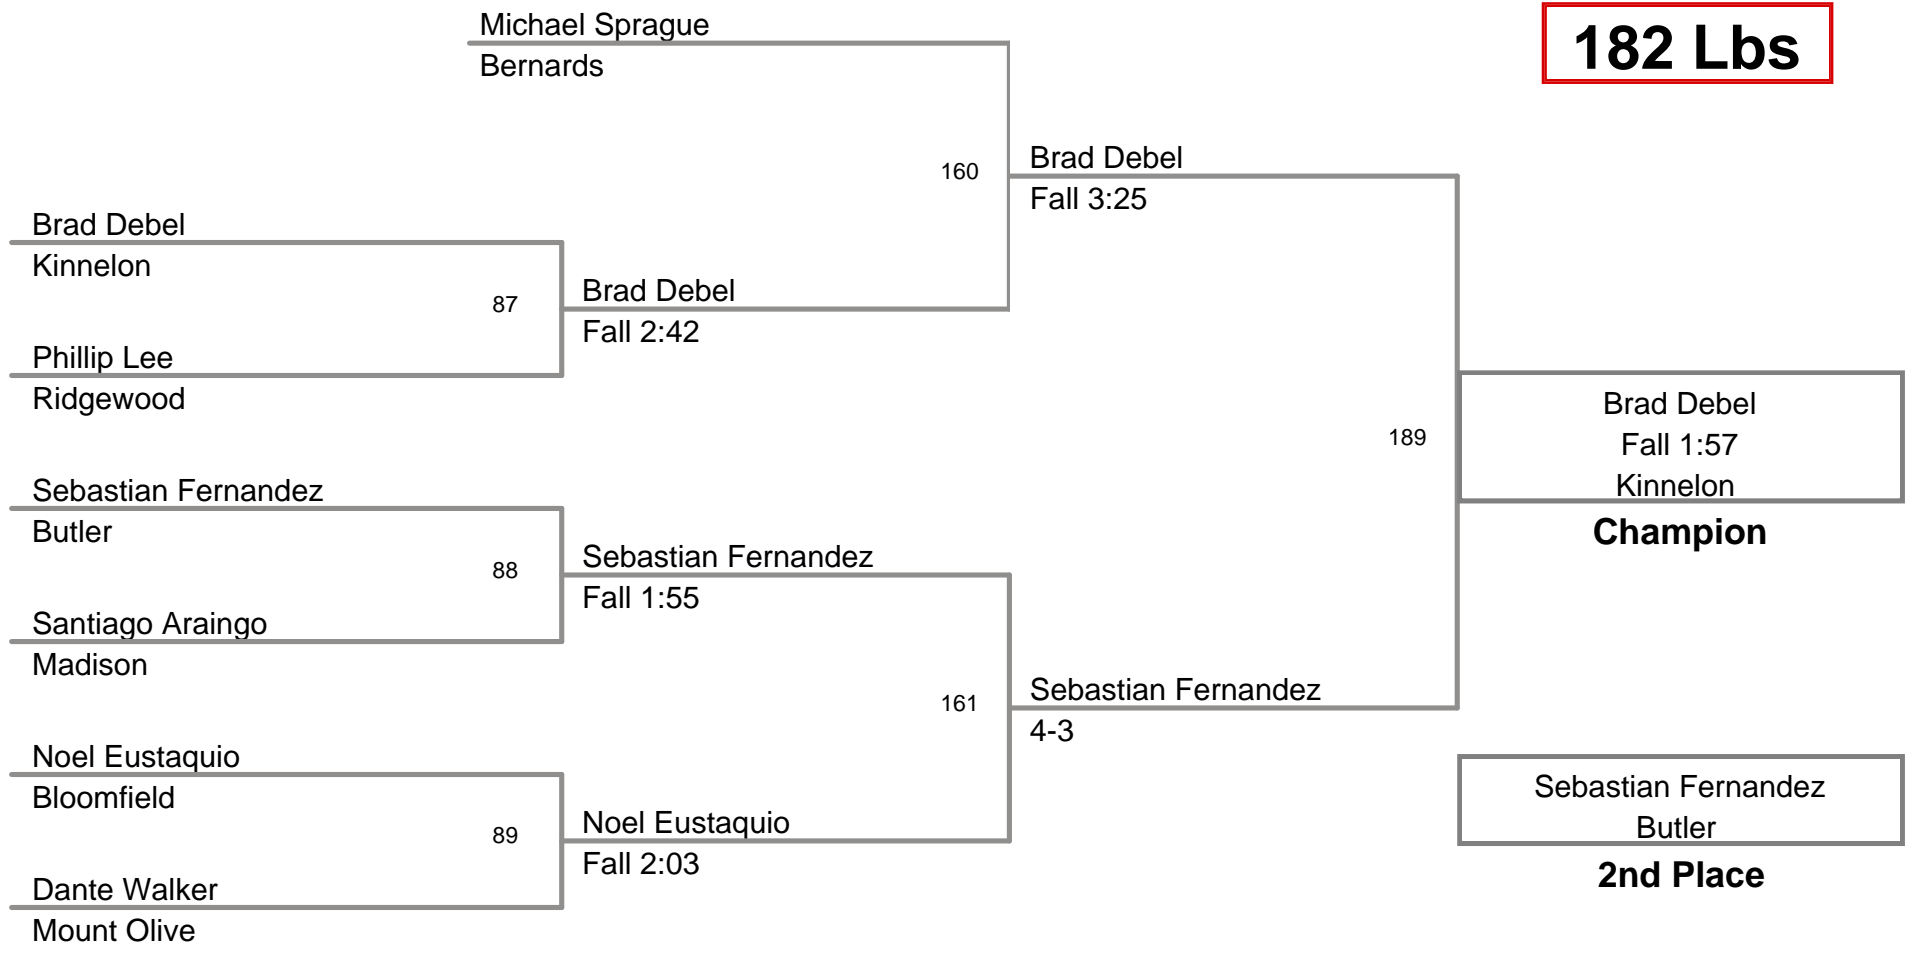 Michael Sprague
Bernards
182 Lbs
160
Brad Debel
Fall 3:25
Brad Debel
Kinnelon
87
Brad Debel
Fall 2:42
Phillip Lee
Ridgewood
Brad Debel
Fall 1:57
Kinnelon
Champion
189
Sebastian Fernandez
Butler
88
Sebastian Fernandez
Fall 1:55
Santiago Araingo
Madison
161
Sebastian Fernandez
4-3
Noel Eustaquio
Bloomfield
89
Noel Eustaquio
Fall 2:03
Sebastian Fernandez
Butler
2nd Place
Dante Walker
Mount Olive